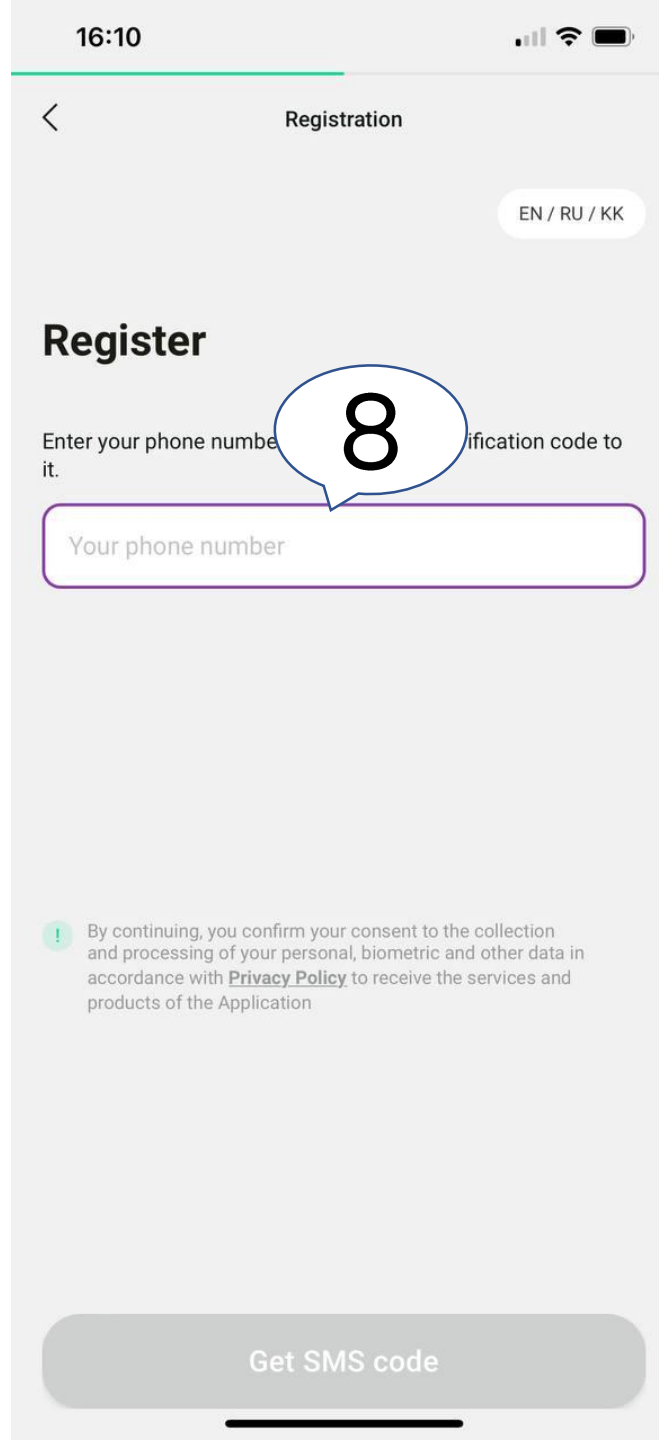 16:10
Registration
EN / RU / KK
Register
8
Enter your phone numbe ification code to
it.
Your phone number
! By continuing, you confirm your consent to the collection
and processing of your personal, biometric and other data in
accordance with Privacy Policy to receive the services and
products of the Application
Get SMS code